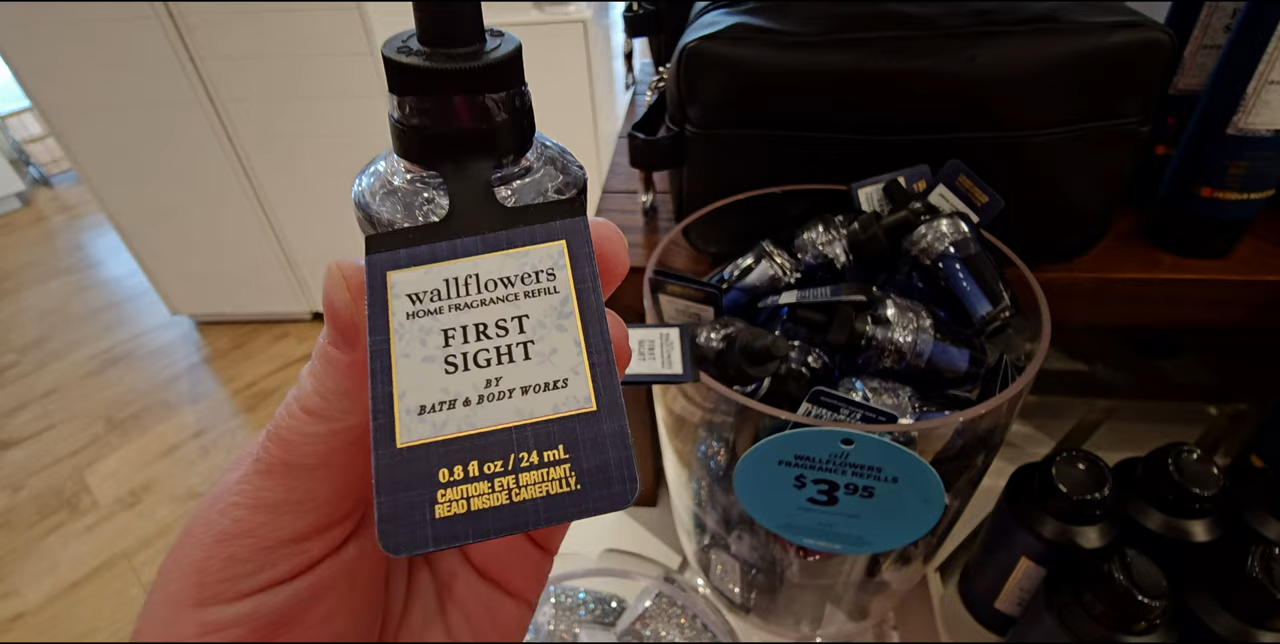 wallflowers
HOME FRAGRANCE REFILL
FIRST
SIGHT
BY
BATH & BODY WORKS
0.8 fl oz / 24 mL
CAUTION: EYE IRRITANT.
READ INSIDE CAREFULLY.
all
WALLFLOWERS
FRAGRANCE REFILLS
$3.95
FIRST
SIGHT